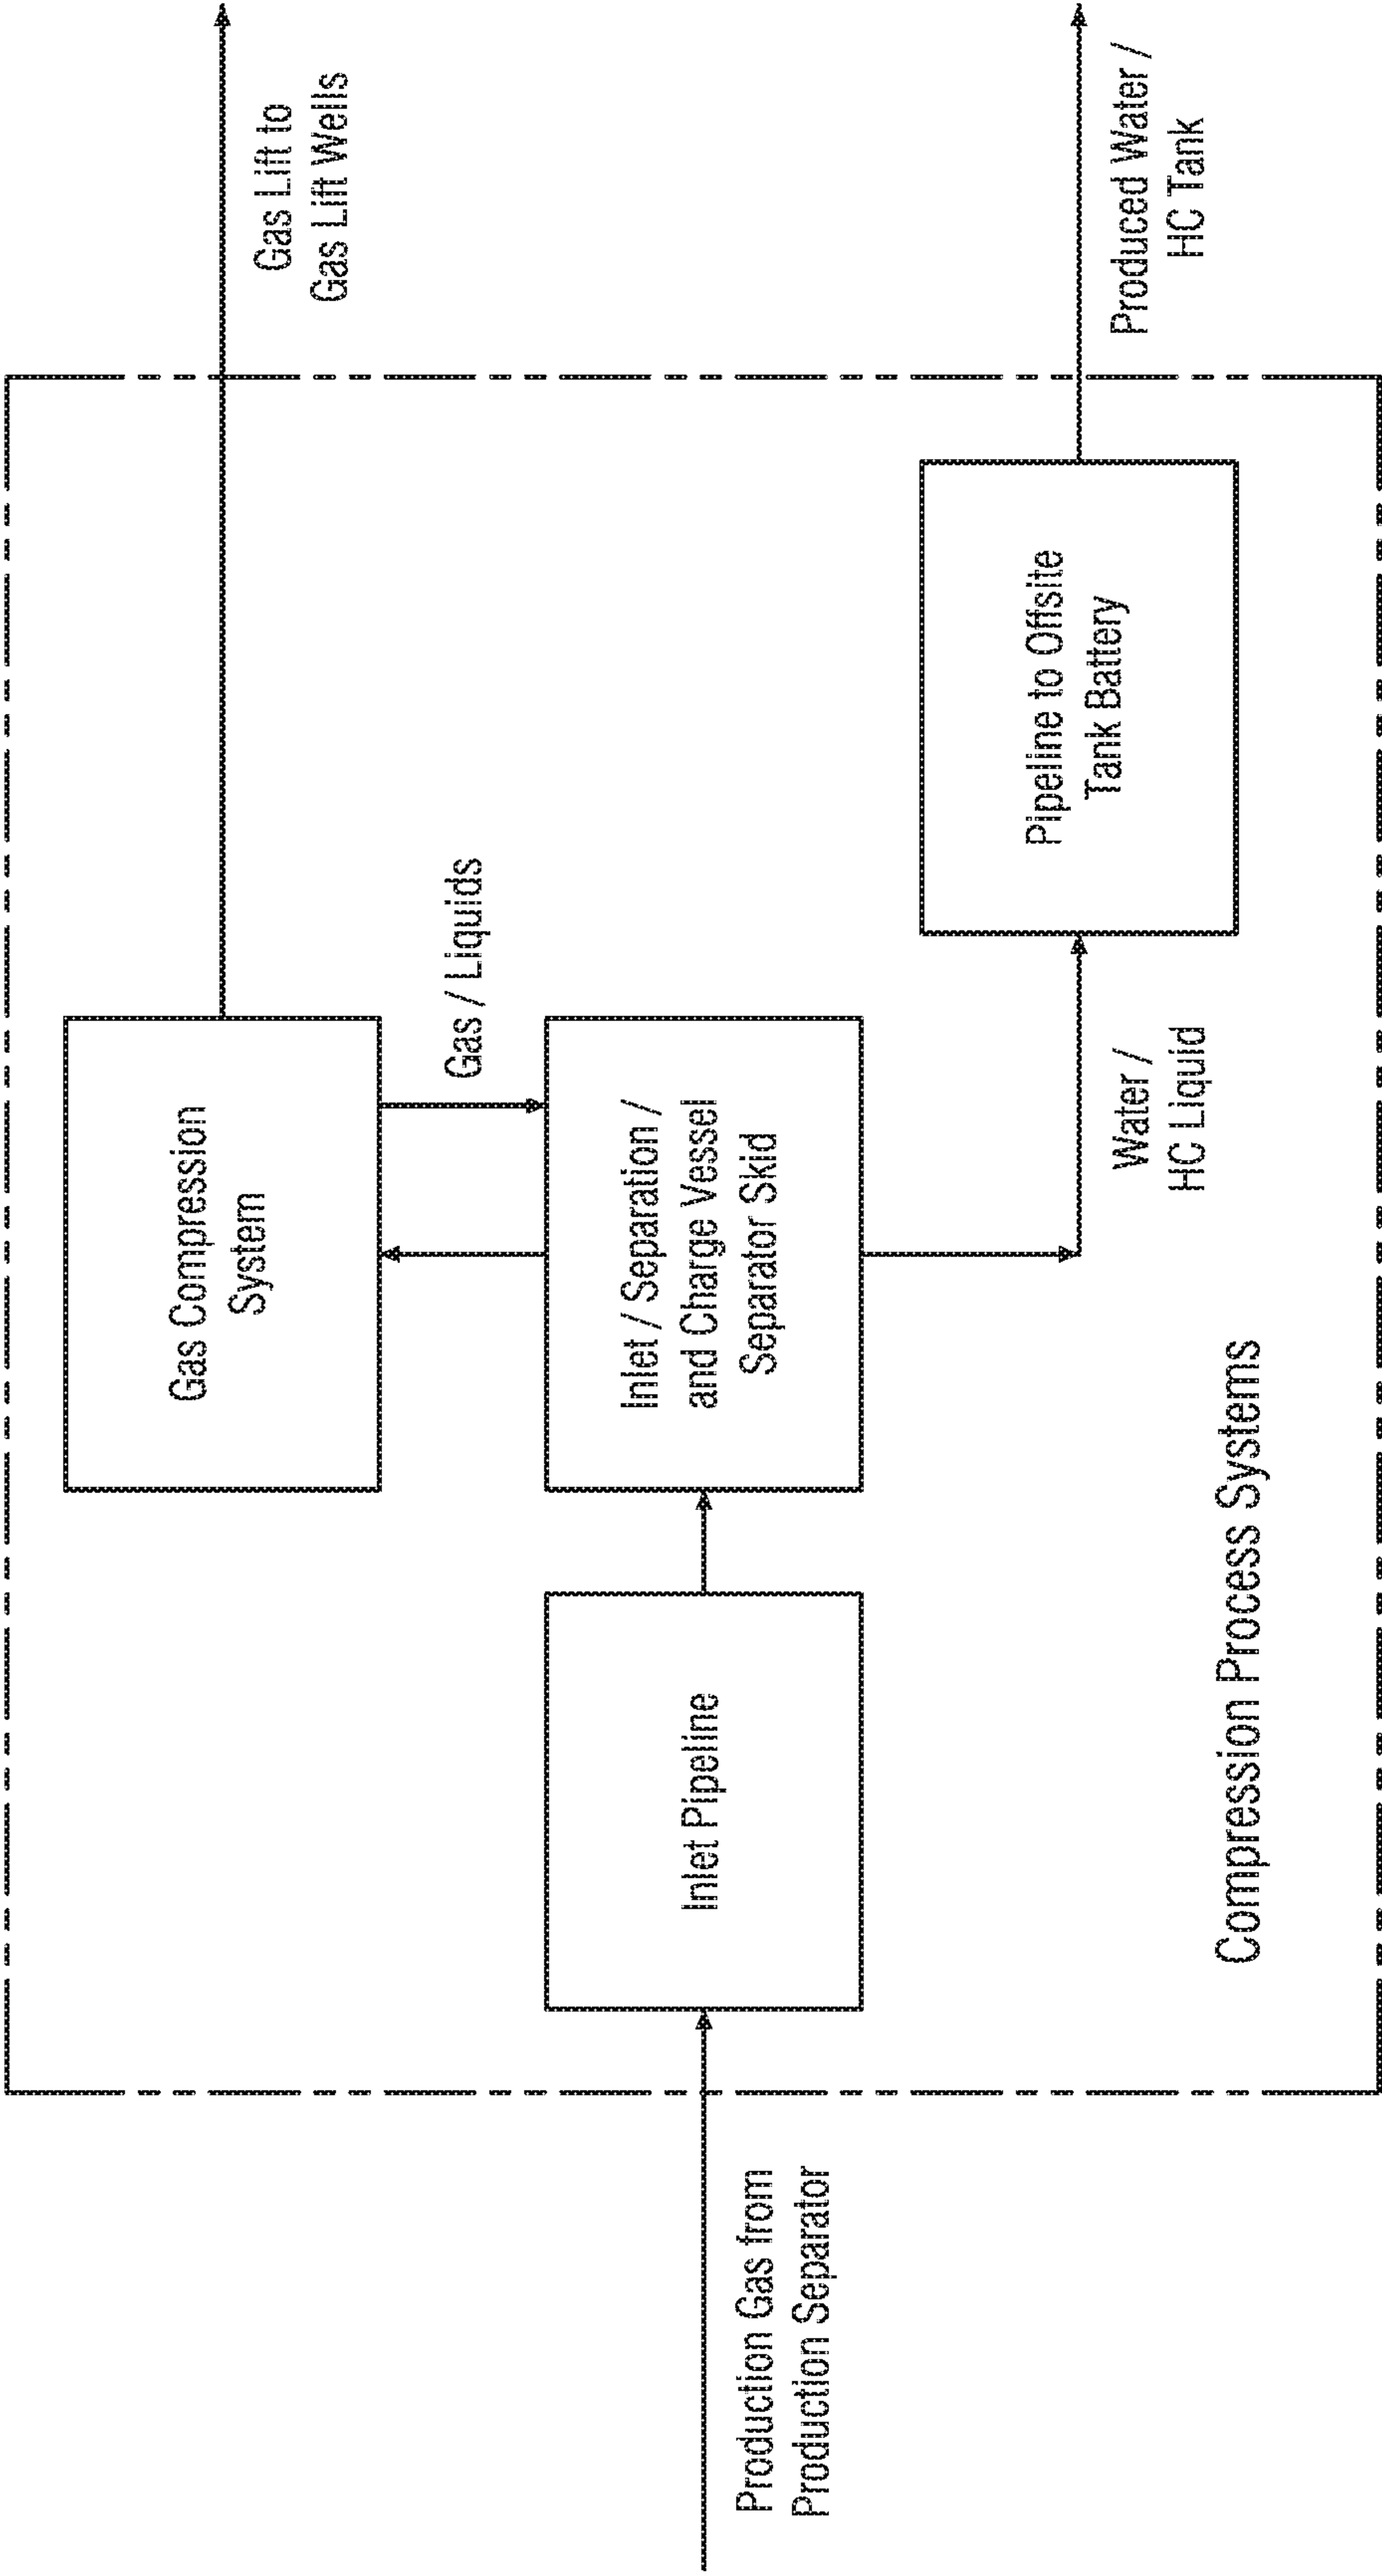 Gas Compression
System
Gas Lift to
Gas Lift Wells
Gas / Liquids
Production Gas from
Production Separator
Inlet Pipeline
Inlet / Separation /
and Charge Vessel
Separator Skid
Pipeline to Offsite
Tank Battery
Water /
HC Liquid
Produced Water /
HC Tank
Compression Process Systems